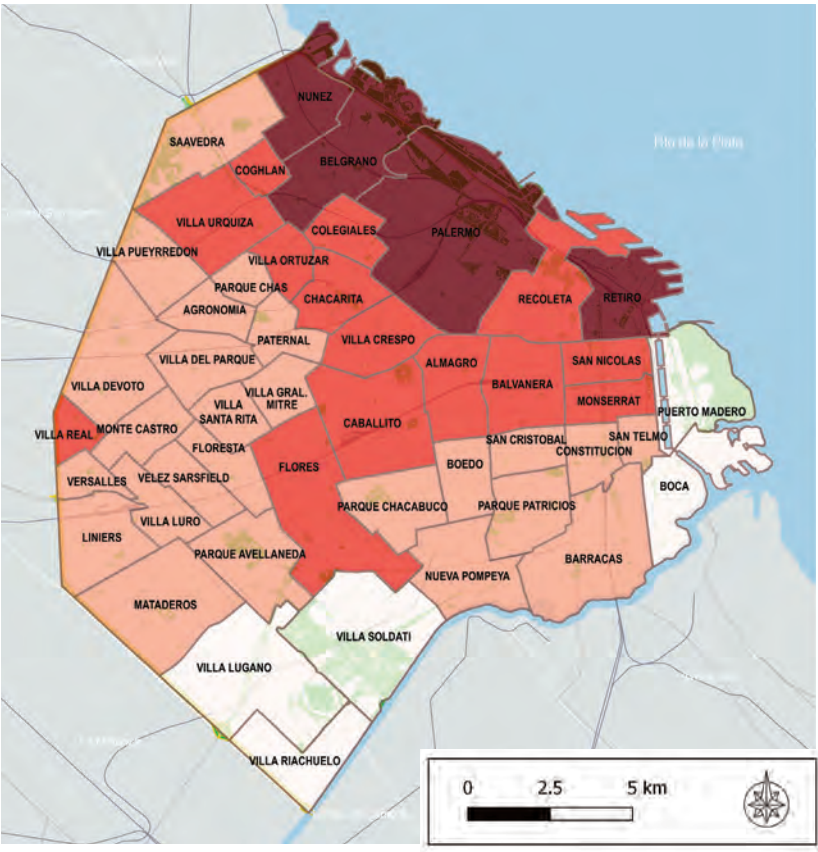 NUNEZ
SAAVEDRA
Rio de la Plata
BELGRANO
COGHLAN
VILLA URQUIZA
COLEGIALES
PALERMO
VILLA PUEYRREDON
VILLA ORTUZAR
PARQUE CHAS
CHACARITA
RECOLETA
RETIRO
AGRONOMIA
PATERNAL
VILLA CRESPO
VILLA DEL PARQUE
ALMAGRO
SAN NICOLAS
VILLA DEVOTO
BALVANERA
VILLA GRAL.
MITRE
MONSERRAT
VILLA
SANTA RITA
PUERTO MADERO
CABALLITO
VILLA REAL
MONTE CASTRO
SAN CRISTOBAL
SAN TELMO
FLORESTA
CONSTITUCION
BOEDO
FLORES
VERSALLES
VELEZ SARSFIELD
BOCA
PARQUE CHACABUCO
PARQUE PATRICIOS
VILLA LURO
LINIERS
PARQUE AVELLANEDA
BARRACAS
NUEVA POMPEYA
MATADEROS
VILLA SOLDATI
VILLA LUGANO
VILLA RIACHUELO
0 2.5 5 km